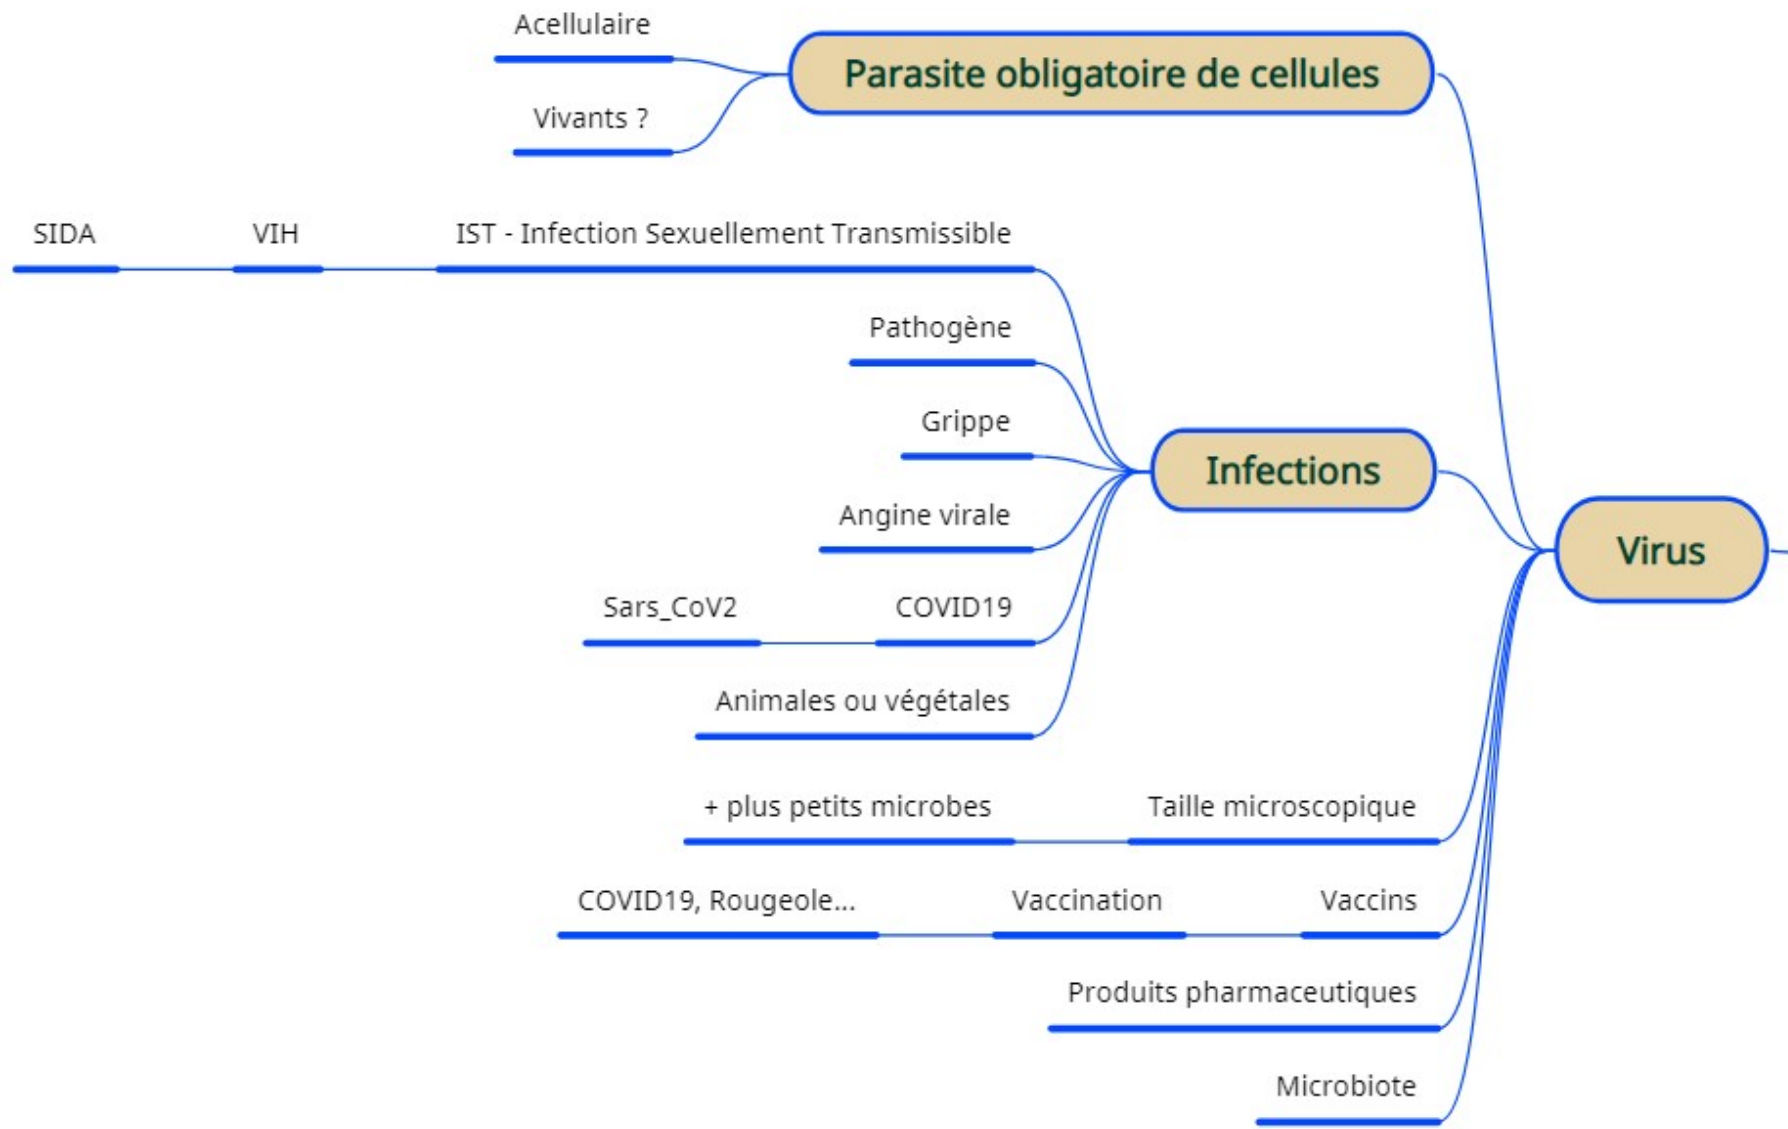 Acellulaire
Parasite obligatoire de cellules
Vivants ?
SIDA
VIH
IST - Infection Sexuellement Transmissible
Pathogène
Grippe
Infections
Angine virale
Virus
Sars_CoV2
COVID19
Animales ou végétales
+ plus petits microbes
Taille microscopique
COVID19, Rougeole...
Vaccination
Vaccins
Produits pharmaceutiques
Microbiote